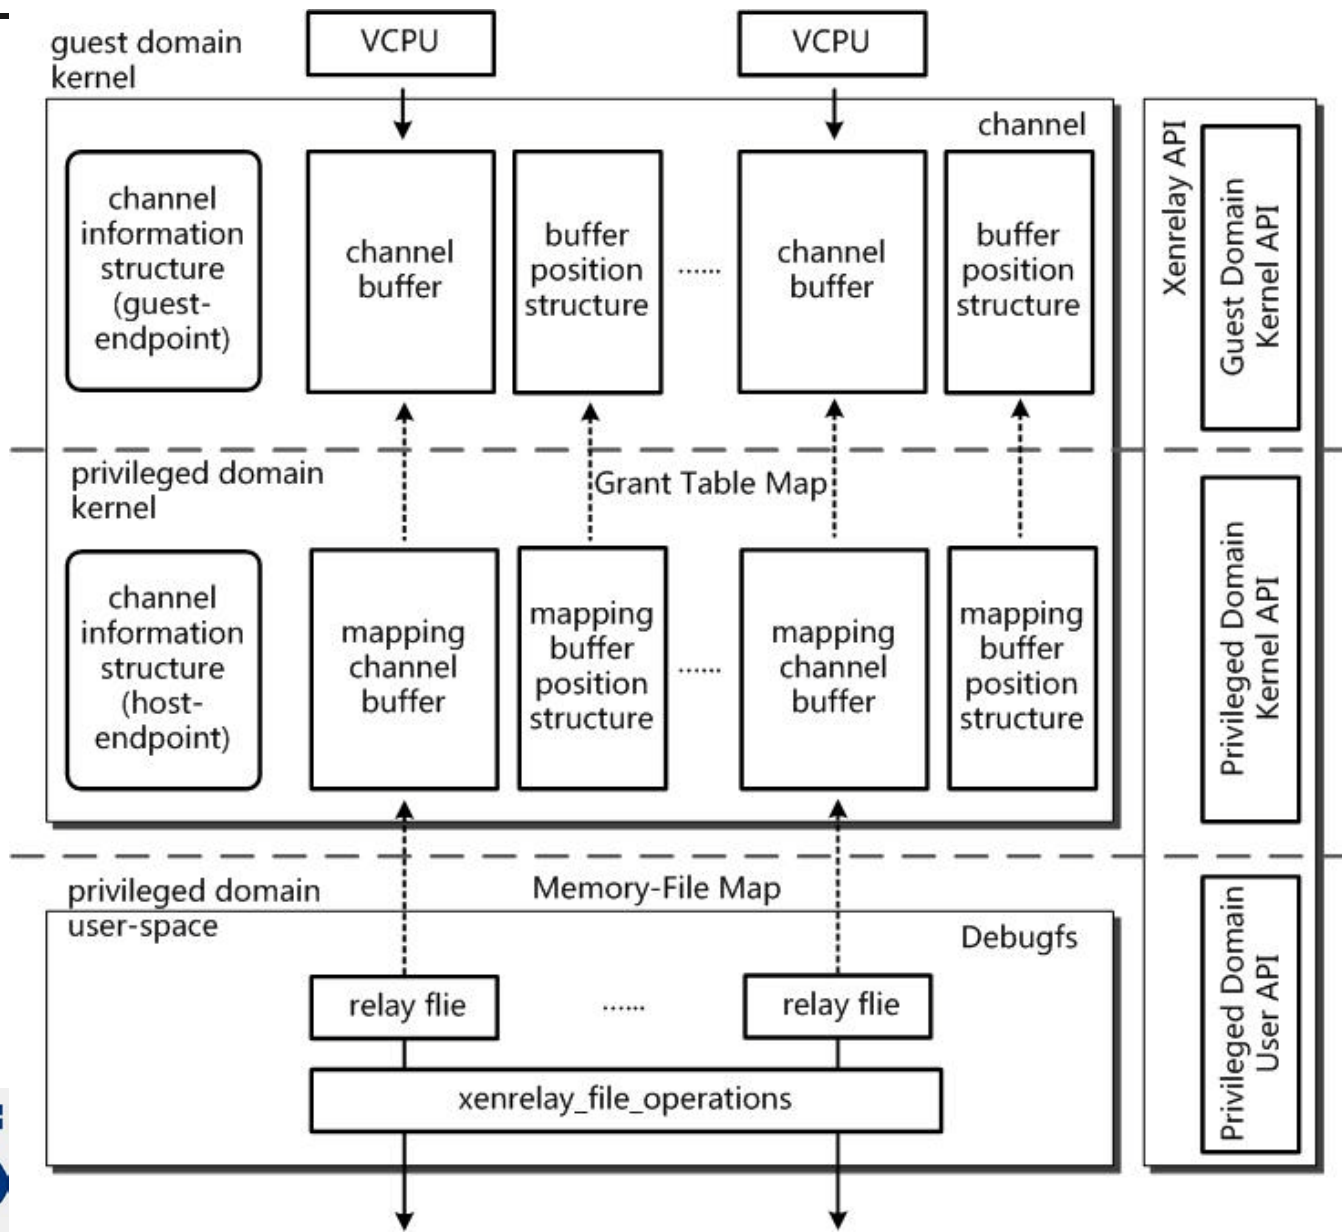 guest domain
kernel
VCPU
VCPU
channel
channel
information
structure
(guest-
endpoint)
channel
buffer
buffer
position
structure
......
channel
buffer
buffer
position
structure
Xenrelay API
Guest Domain
Kernel API
privileged domain
kernel
Grant Table Map
channel
information
structure
(host-
endpoint)
mapping
channel
buffer
mapping
buffer
position
structure
......
mapping
channel
buffer
mapping
buffer
position
structure
Privileged Domain
Kernel API
privileged domain
user-space
Memory-File Map
Debugfs
relay flie
......
relay flie
xenrelay_file_operations
Privileged Domain
User API